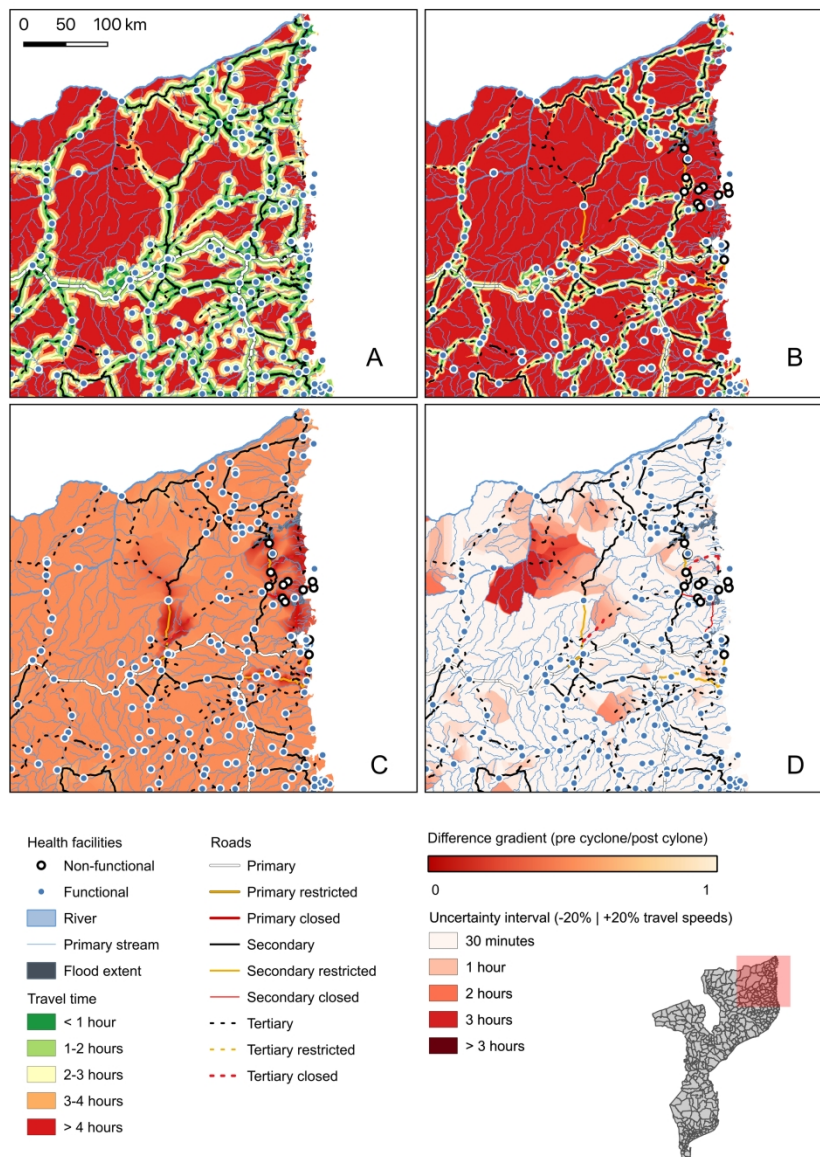 0 50 100 km
A
B
C
D
Health facilities
Non-functional
Functional
River
Primary stream
Flood extent
Travel time
< 1 hour
1-2 hours
2-3 hours
3-4 hours
> 4 hours
Roads
Primary
Primary restricted
Primary closed
Secondary
Secondary restricted
Secondary closed
Tertiary
Tertiary restricted
Tertiary closed
Difference gradient (pre cyclone/post cylone)
0 1
Uncertainty interval (-20% | +20% travel speeds)
30 minutes
1 hour
2 hours
3 hours
> 3 hours